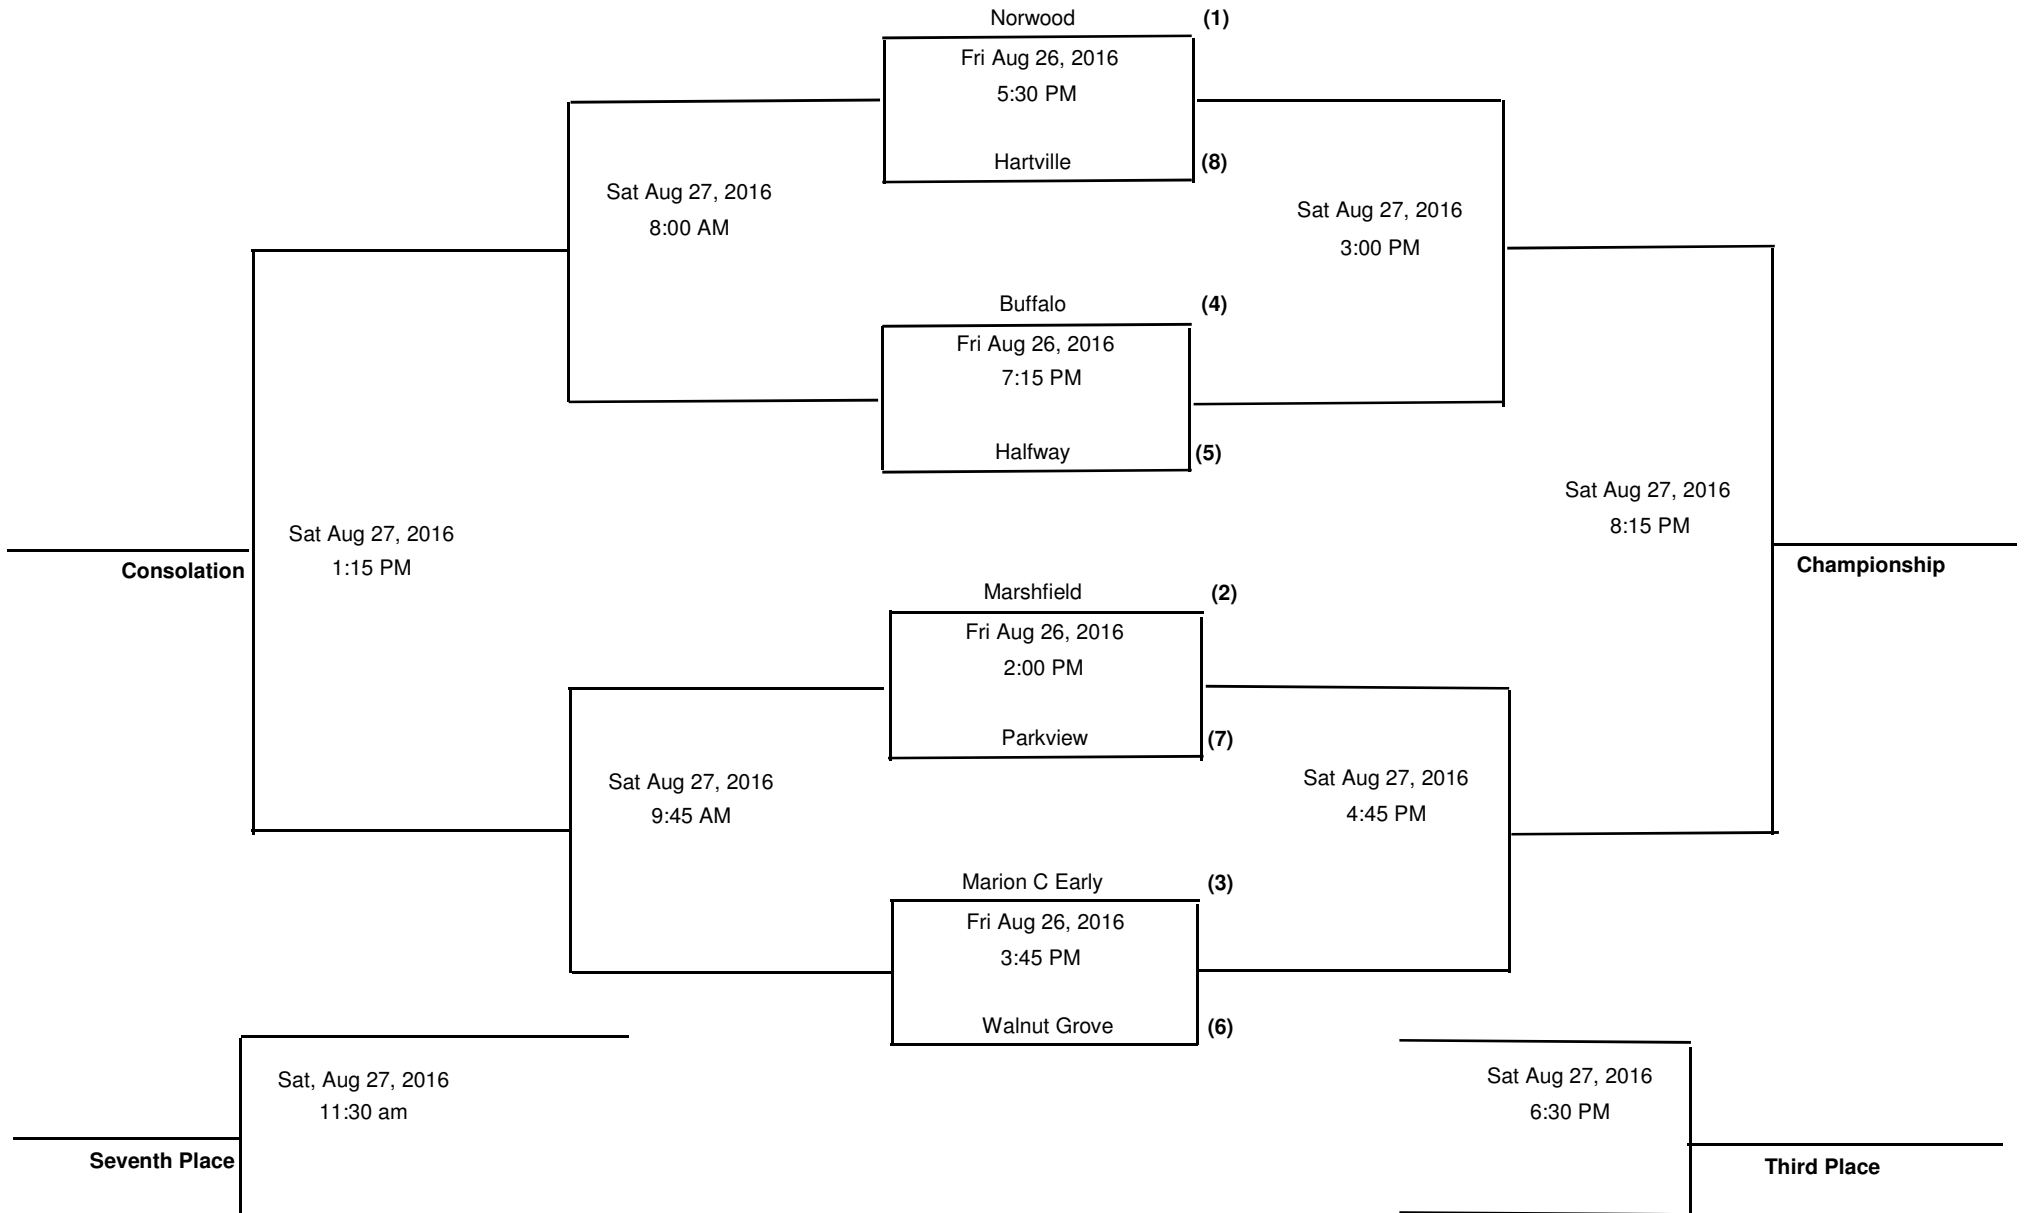 Norwood (1)
Fri Aug 26, 2016
5:30 PM
Hartville (8)
Sat Aug 27, 2016
8:00 AM
Sat Aug 27, 2016
3:00 PM
Buffalo (4)
Fri Aug 26, 2016
7:15 PM
Halfway (5)
Sat Aug 27, 2016
8:15 PM
Sat Aug 27, 2016
1:15 PM
Consolation
Championship
Marshfield (2)
Fri Aug 26, 2016
2:00 PM
Parkview (7)
Sat Aug 27, 2016
9:45 AM
Sat Aug 27, 2016
4:45 PM
Marion C Early (3)
Fri Aug 26, 2016
3:45 PM
Walnut Grove (6)
Sat, Aug 27, 2016
11:30 am
Sat Aug 27, 2016
6:30 PM
Seventh Place
Third Place